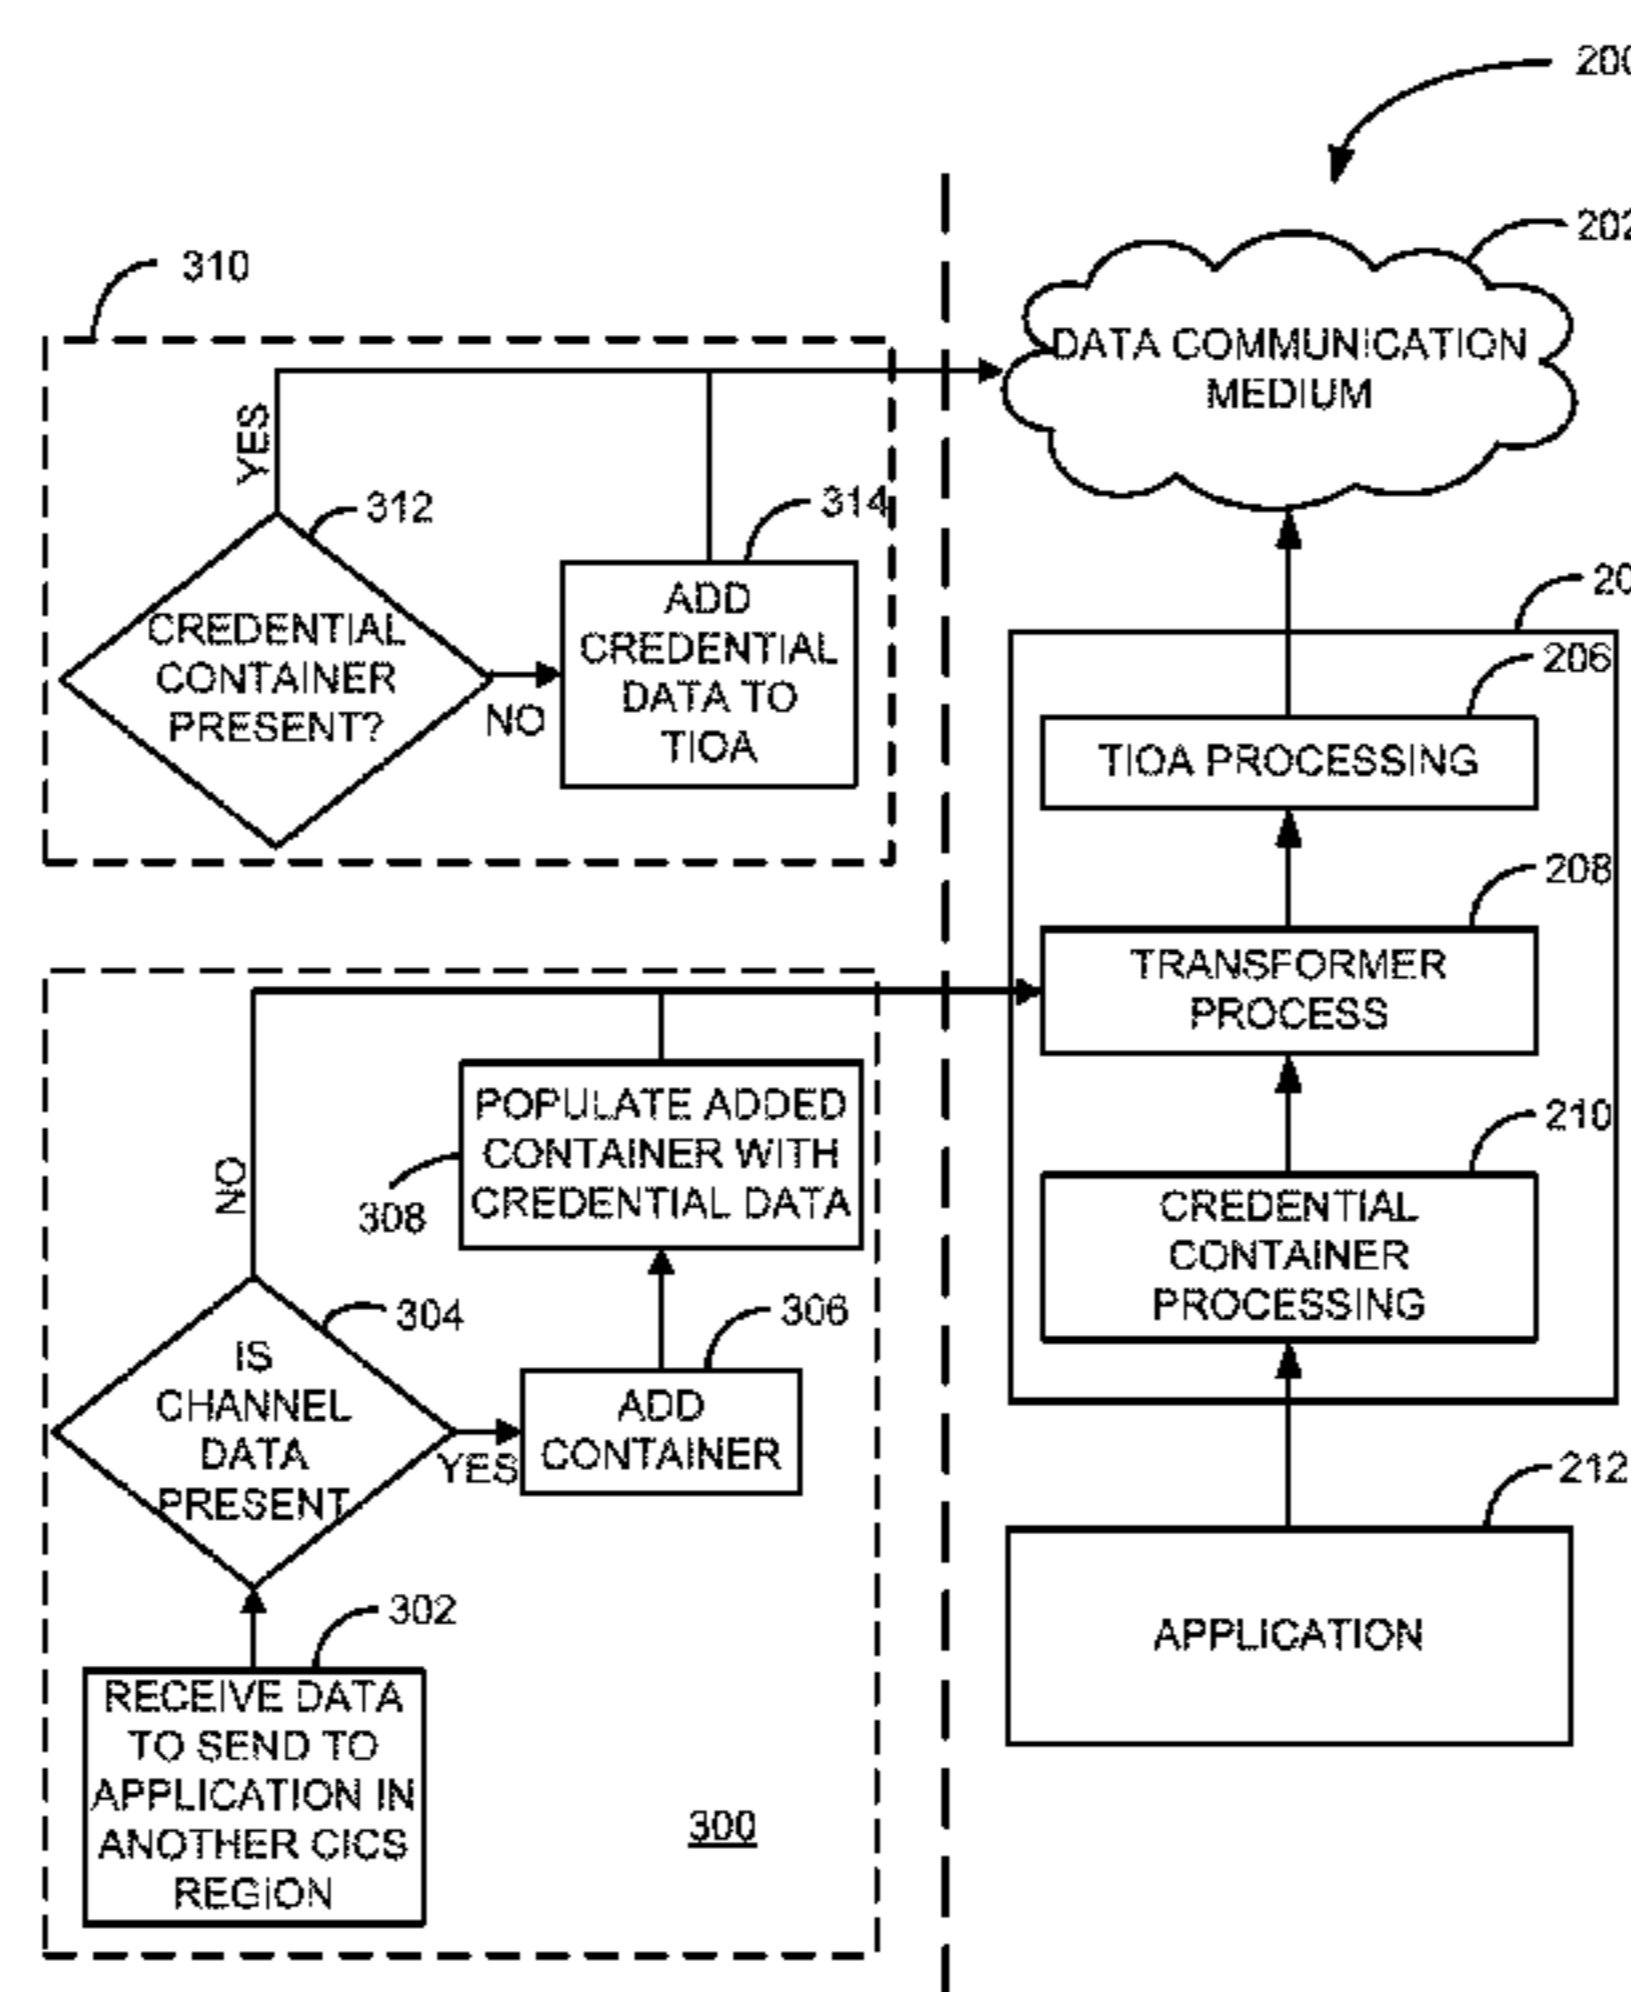 200
202
310
DATA COMMUNICATION
MEDIUM
YES
312
314
CREDENTIAL
CONTAINER
PRESENT?
NO
ADD
CREDENTIAL
DATA TO
TIOA
20
206
TIOA PROCESSING
208
TRANSFORMER
PROCESS
210
CREDENTIAL
CONTAINER
PROCESSING
212
APPLICATION
POPULATE ADDED
CONTAINER WITH
CREDENTIAL DATA
308
NO
304
306
IS
CHANNEL
DATA
PRESENT
YES
ADD
CONTAINER
302
RECEIVE DATA
TO SEND TO
APPLICATION IN
ANOTHER CICS
REGION
300